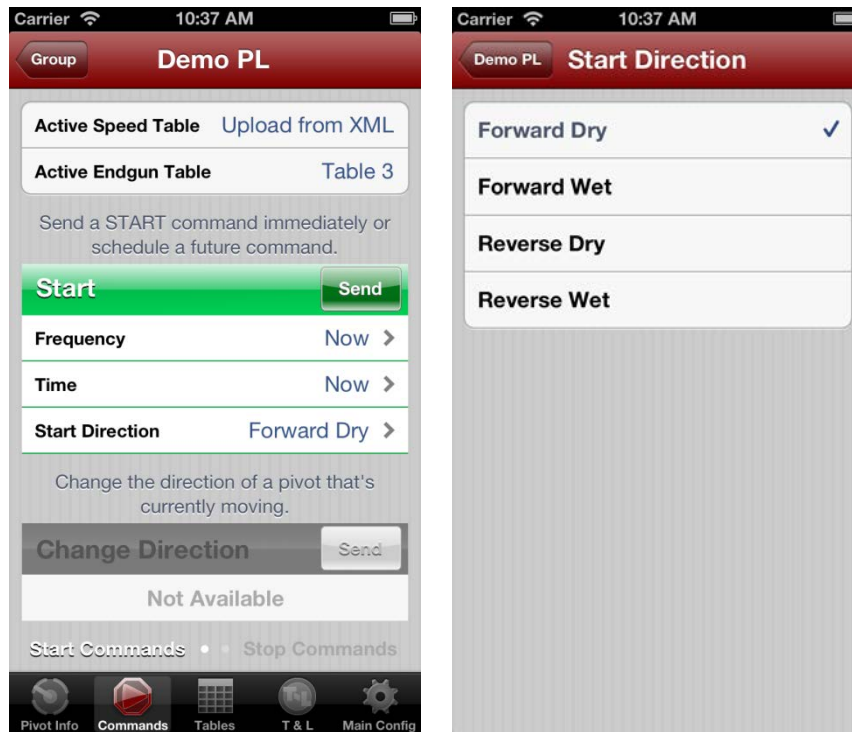 Carrier 10:37 AM
Group Demo PL
Active Speed Table Upload from XML
Active Endgun Table Table 3
Send a START command immediately or
schedule a future command.
Start Send
Frequency Now
Time Now
Start Direction Forward Dry
Change the direction of a pivot that's
currently moving.
Change Direction Send
Not Available
Start Commands Stop Commands
Pivot Info Commands Tables T & L Main Config
Carrier 10:37 AM
Demo PL Start Direction
Forward Dry
Forward Wet
Reverse Dry
Reverse Wet